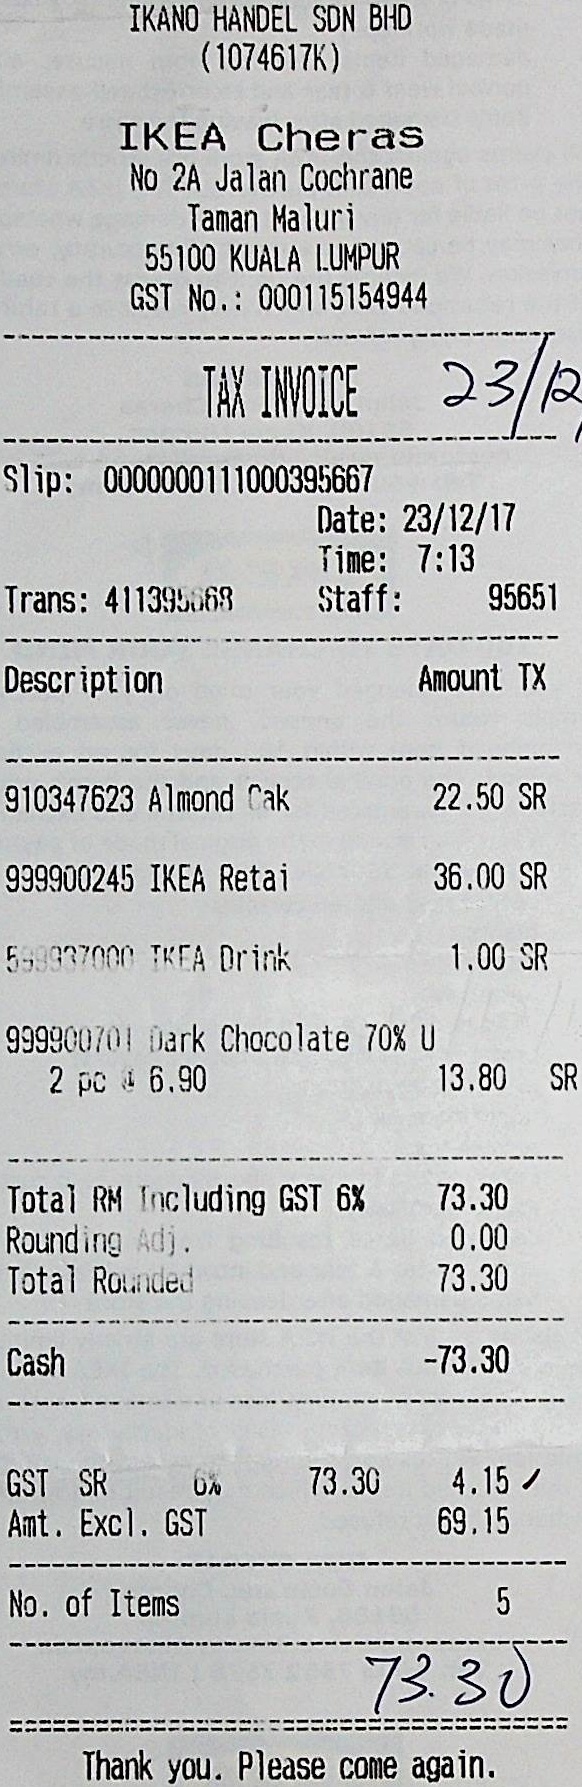 IKANO HANDEL SDN BHD
(1074617K)
IKEA Cheras
No 2A Jalan Cochrane
Taman Maluri
55100 KUALA LUMPUR
GST No.: 000115154944
TAX INVOICE 23/12/
Slip: 0000000111000395667
Date: 23/12/17
Time: 7:13
Trans: 411395668 Staff: 95651
Description Amount TX
910347623 Almond Cak 22.50 SR
999900245 IKEA Retai 36.00 SR
599937000 IKEA Drink 1.00 SR
999900701 Dark Chocolate 70% U
2 pc @ 6.90 13.80 SR
Total RM Including GST 6% 73.30
Rounding Adj. 0.00
Total Rounded 73.30
Cash -73.30
GST SR 6% 73.30 4.15 ✓
Amt. Excl. GST 69.15
No. of Items 5
73.30
Thank you. Please come again.